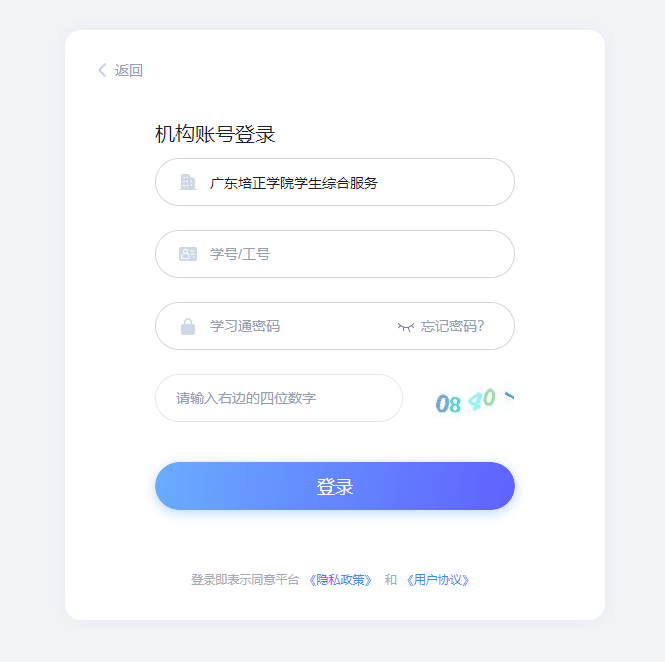 返回
机构账号登录
广东培正学院学生综合服务
学号/工号
学习通密码 忘记密码?
请输入右边的四位数字 0840
登录
登录即表示同意平台 《隐私政策》 和 《用户协议》